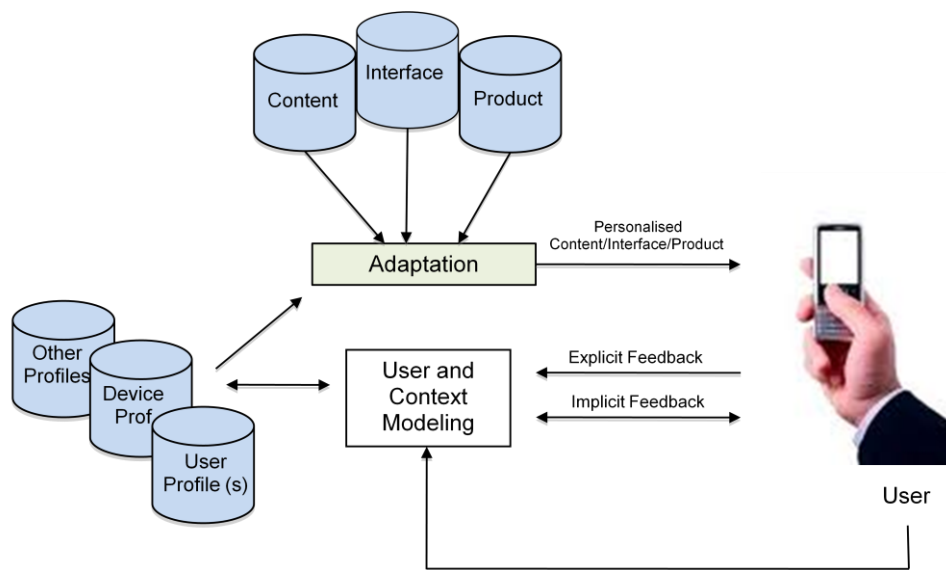 Content
Interface
Product
Personalised
Content/Interface/Product
Adaptation
Other
Profiles
Device
Prof
User
Profile (s)
User and
Context
Modeling
Explicit Feedback
Implicit Feedback
User